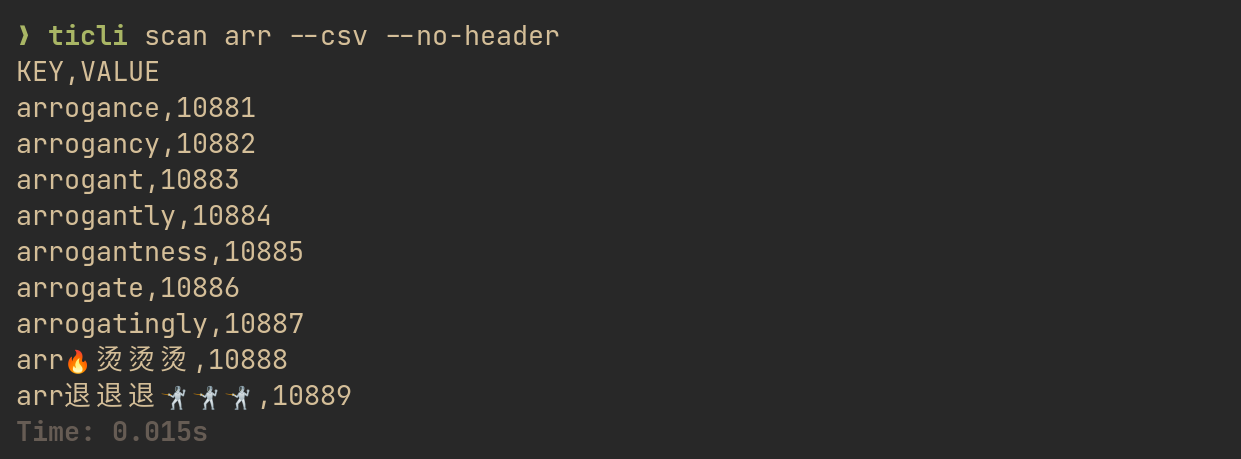 ❯ ticli scan arr --csv --no-header
KEY,VALUE
arrogance,10881
arrogancy,10882
arrogant,10883
arrogantly,10884
arrogantness,10885
arrogate,10886
arrogatingly,10887
arr🔥烫烫烫,10888
arr退退退🤺🤺🤺,10889
Time: 0.015s